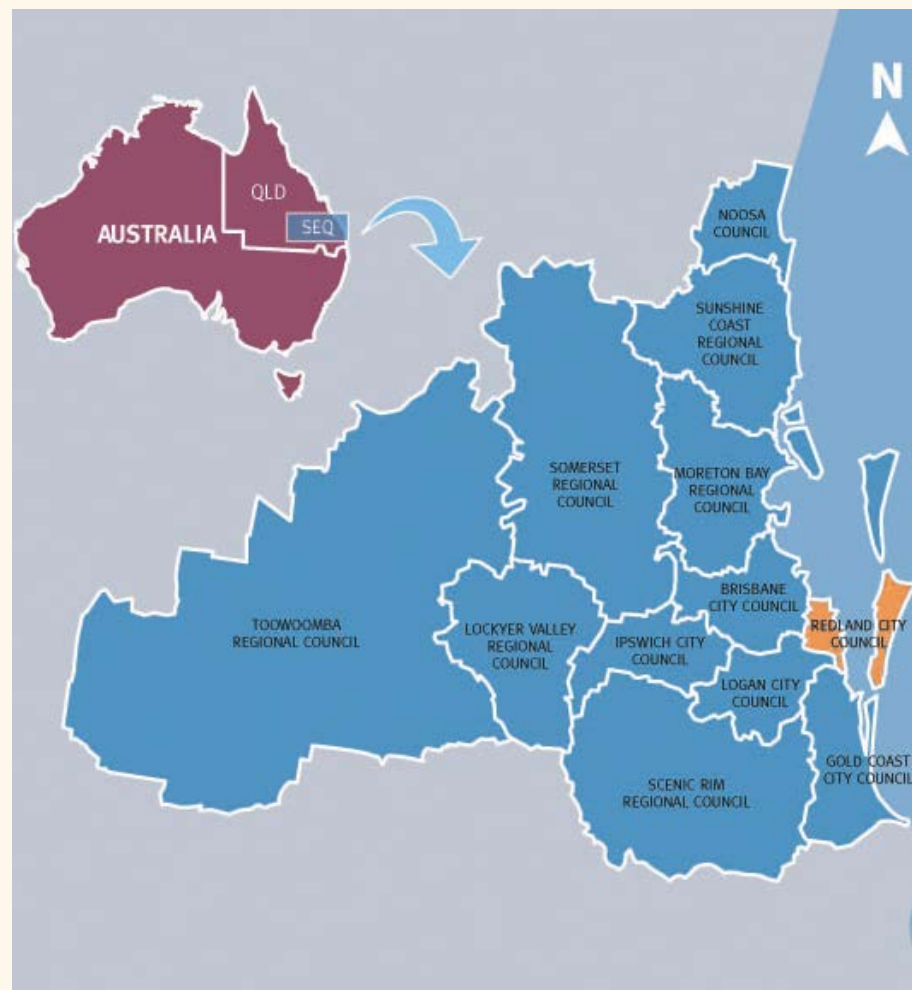 N
QLD
SEQ
AUSTRALIA
NOOSA
COUNCIL
SUNSHINE
COAST
REGIONAL
COUNCIL
SOMERSET
REGIONAL
COUNCIL
MORETON BAY
REGIONAL
COUNCIL
BRISBANE
CITY COUNCIL
REDLAND CITY
COUNCIL
TOOWOOMBA
REGIONAL COUNCIL
LOCKYER VALLEY
REGIONAL
COUNCIL
IPSWICH CITY
COUNCIL
LOGAN CITY
COUNCIL
GOLD COAST
CITY COUNCIL
SCENIC RIM
REGIONAL COUNCIL